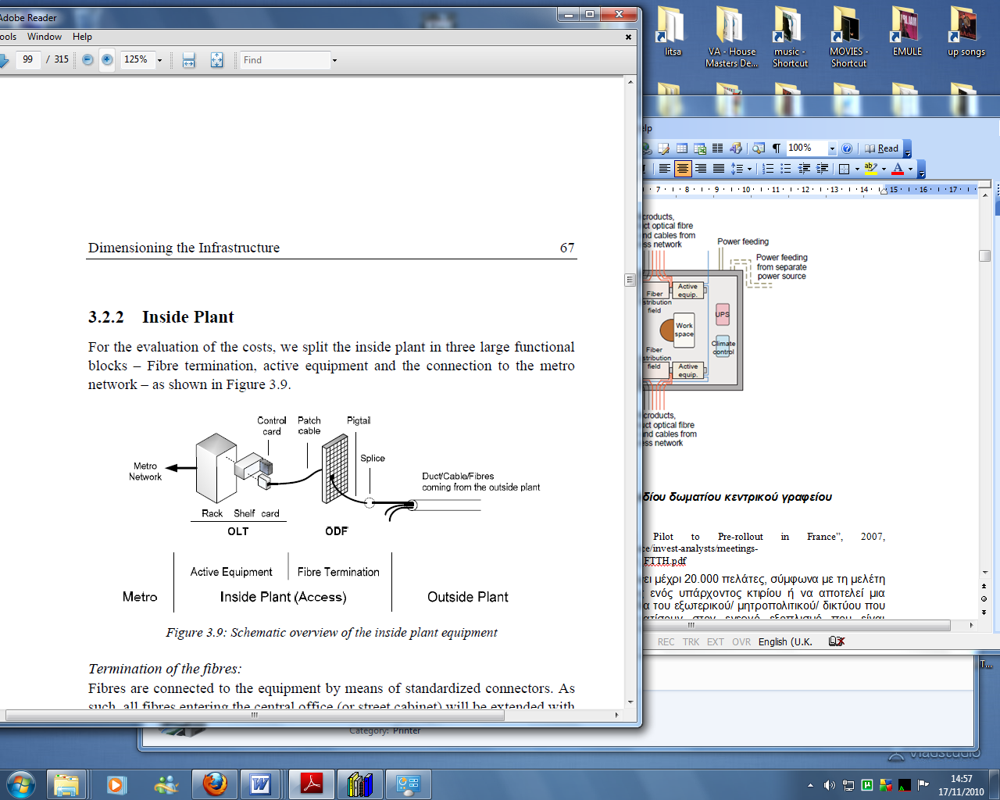 Adobe Reader
ools Window Help
99 / 315 125% Find
Dimensioning the Infrastructure 67
3.2.2 Inside Plant
For the evaluation of the costs, we split the inside plant in three large functional
blocks – Fibre termination, active equipment and the connection to the metro
network – as shown in Figure 3.9.
Control card
Patch cable
Pigtail
Splice
Metro Network
Duct/Cable/Fibres
coming from the outside plant
Rack Shelf card
OLT ODF
Active Equipment Fibre Termination
Metro Inside Plant (Access) Outside Plant
Figure 3.9: Schematic overview of the inside plant equipment
Termination of the fibres:
Fibres are connected to the equipment by means of standardized connectors. As
such, all fibres entering the central office (or street cabinet) will be extended with
litsa
VA - House
Masters De...
music -
Shortcut
MOVIES -
Shortcut
EMULE
up songs
elp
100% Read
7 8 9 10 11 12 13 14 15 16 17
roducts,
ct optical fibre
nd cables from
ess network
Power feeding
Power feeding
from separate
power source
Fiber
stribution
field
Active
equip.
Work
space
UPS
Climate
control
Fiber
stribution
field
Active
equip.
roducts,
ct optical fibre
nd cables from
ess network
δίου δωματίου κεντρικού γραφείου
Pilot to Pre-rollout in France”, 2007,
ce/invest-analysts/meetings-
FTTH.pdf
ει μέχρι 20.000 πελάτες, σύμφωνα με τη μελέτη
ενός υπάρχοντος κτιρίου ή να αποτελεί μια
α του εξωτερικού/ μητροπολιτικού/ δικτύου που
REC TRK EXT OVR English (U.K.
T...
Category: Printer
vladstudio
14:57
17/11/2010